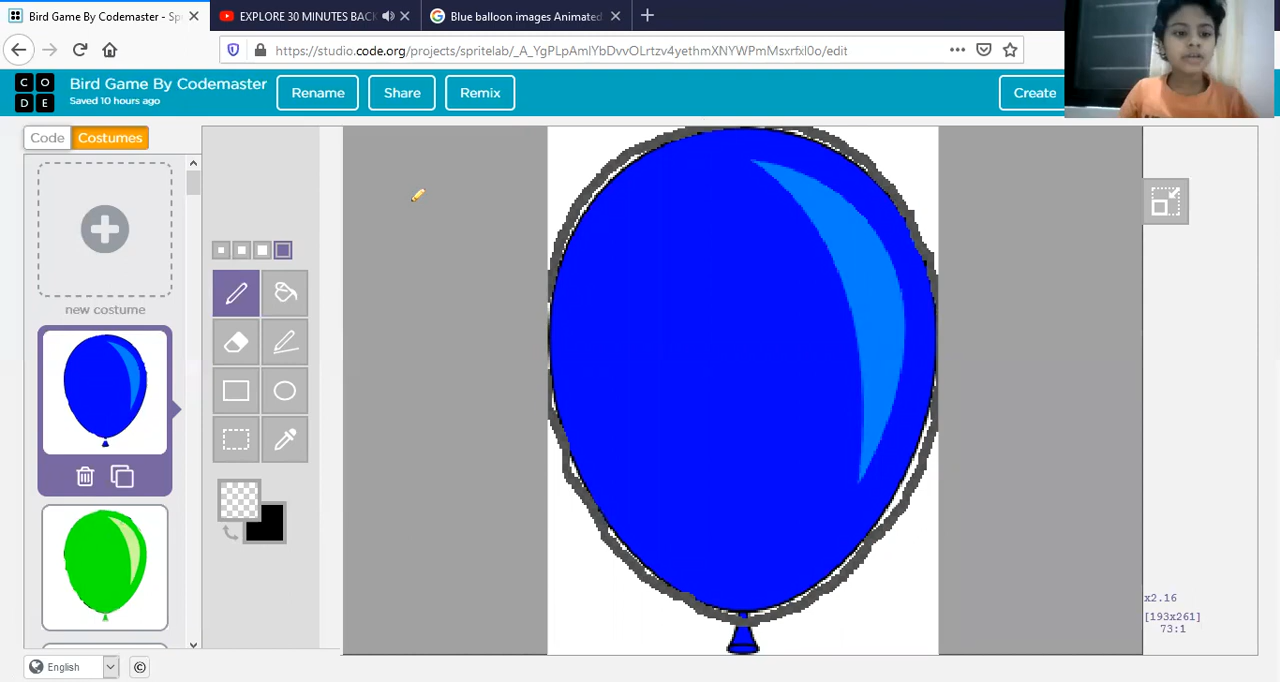 Bird Game By Codemaster - Sp
EXPLORE 30 MINUTES BACK
Blue balloon images Animated
https://studio.code.org/projects/spritelab/_A_YgPLpAmIYbDvvOLrtzv4yethmXNYWPmMsxrfxl0o/edit
C O
D E
Bird Game By Codemaster
Saved 10 hours ago
Rename
Share
Remix
Create
Code
Costumes
new costume
x2.16
[193x261]
73:1
English
©